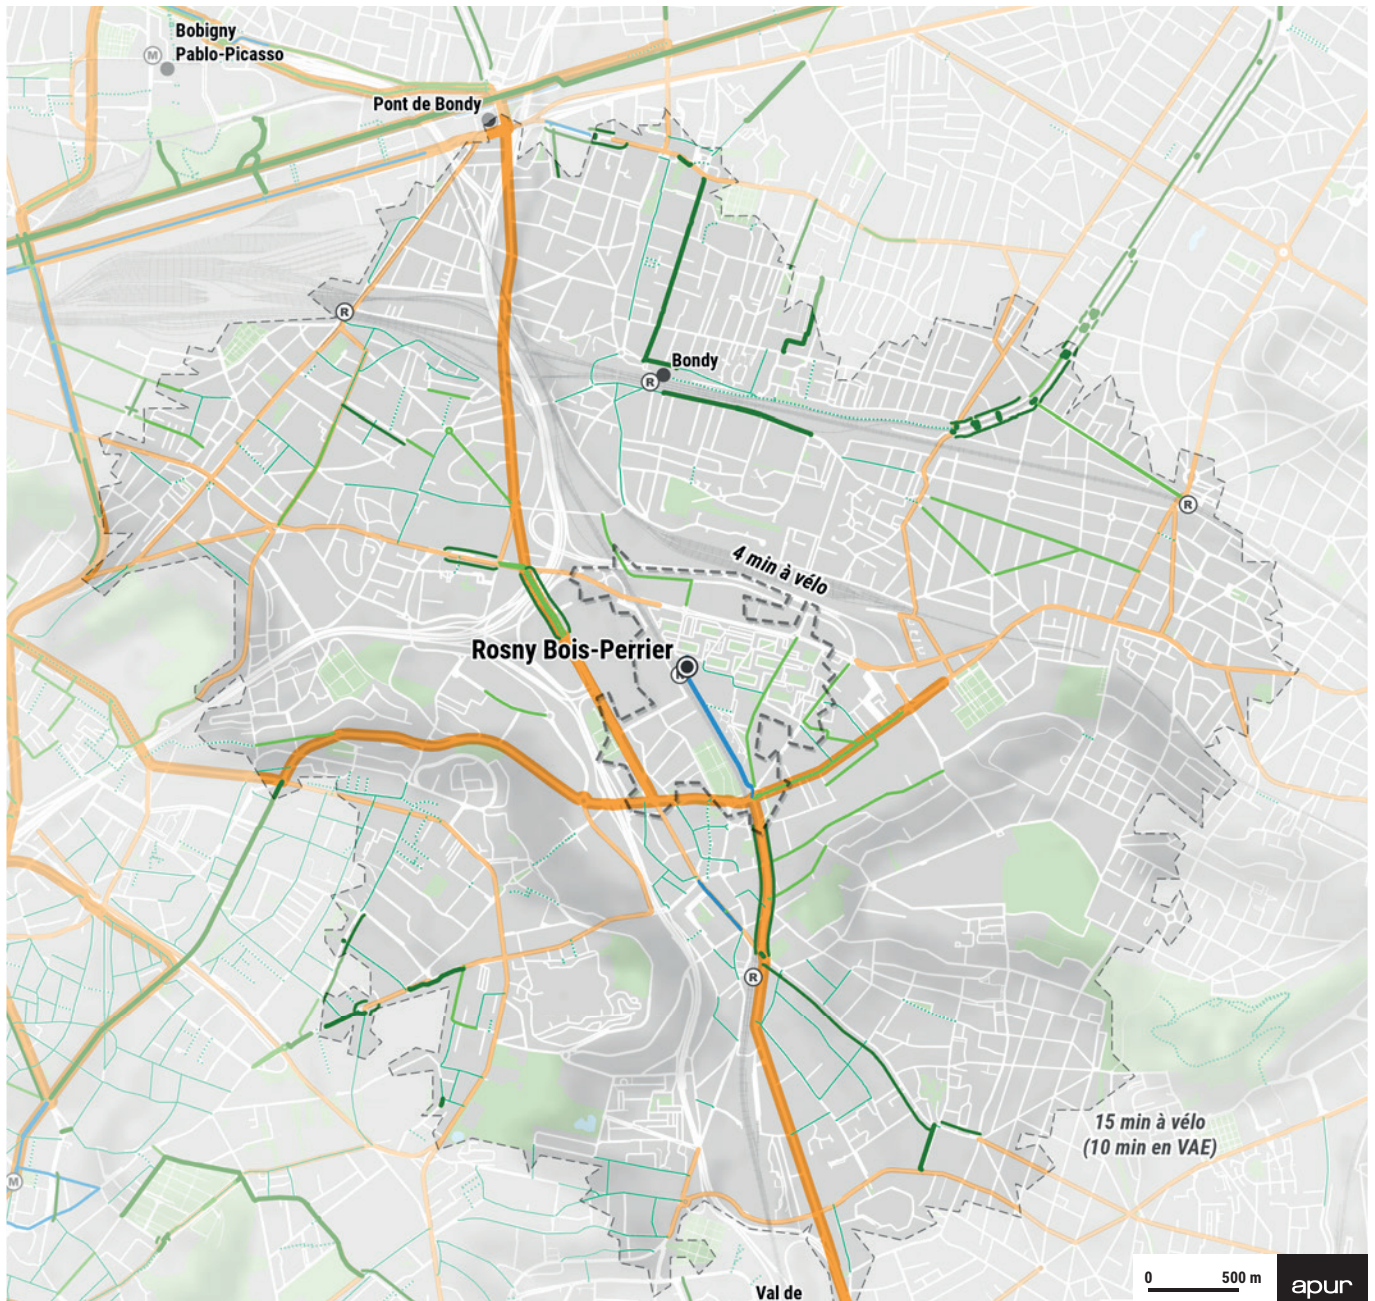 Bobigny
Pablo-Picasso
M
Pont de Bondy
R
Bondy
R
R
4 min à vélo
Rosny Bois-Perrier
R
R
15 min à vélo
(10 min en VAE)
M
0 500 m
apur
Val de